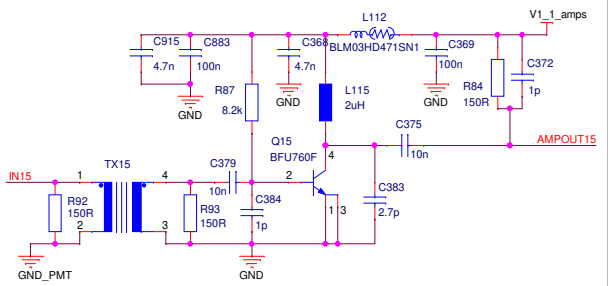 V1_1_amps
L112
BLM03HD471SN1
C915
4.7n
C883
100n
GND
R87
8.2k
C368
4.7n
GND
L115
2uH
C369
100n
GND
R84
150R
C372
1p
C375
10n
AMPOUT15
Q15
BFU760F
4
2
1
3
C383
2.7p
IN15
R92
150R
TX15
1
2
4
3
R93
150R
C379
10n
C384
1p
GND_PMT
GND